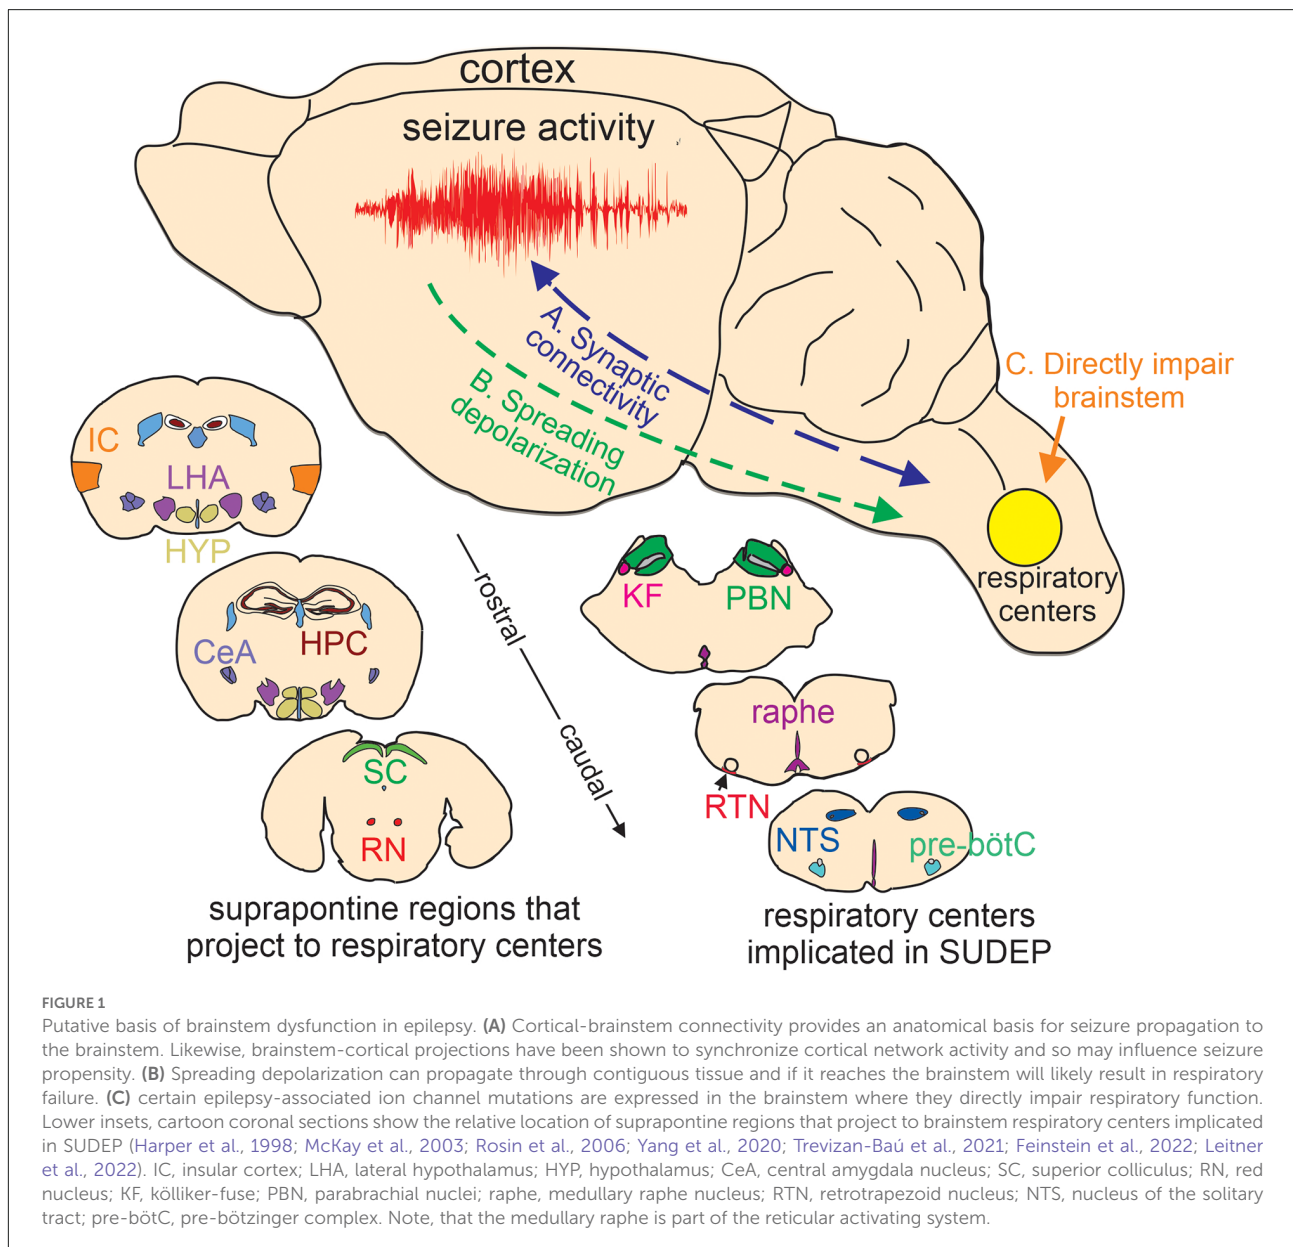 cortex
seizure activity
A. Synaptic
connectivity
B. Spreading
depolarization
C. Directly impair
brainstem
respiratory
centers
IC
LHA
HYP
CeA
HPC
SC
RN
suprapontine regions that
project to respiratory centers
rostral
caudal
KF
PBN
raphe
RTN
NTS
pre-bötC
respiratory centers
implicated in SUDEP
FIGURE 1
Putative basis of brainstem dysfunction in epilepsy. (A) Cortical-brainstem connectivity provides an anatomical basis for seizure propagation to
the brainstem. Likewise, brainstem-cortical projections have been shown to synchronize cortical network activity and so may influence seizure
propensity. (B) Spreading depolarization can propagate through contiguous tissue and if it reaches the brainstem will likely result in respiratory
failure. (C) certain epilepsy-associated ion channel mutations are expressed in the brainstem where they directly impair respiratory function.
Lower insets, cartoon coronal sections show the relative location of suprapontine regions that project to brainstem respiratory centers implicated
in SUDEP (Harper et al., 1998; McKay et al., 2003; Rosin et al., 2006; Yang et al., 2020; Trevizan-Baú et al., 2021; Feinstein et al., 2022; Leitner
et al., 2022). IC, insular cortex; LHA, lateral hypothalamus; HYP, hypothalamus; CeA, central amygdala nucleus; SC, superior colliculus; RN, red
nucleus; KF, kölliker-fuse; PBN, parabrachial nuclei; raphe, medullary raphe nucleus; RTN, retrotrapezoid nucleus; NTS, nucleus of the solitary
tract; pre-bötC, pre-bötzinger complex. Note, that the medullary raphe is part of the reticular activating system.